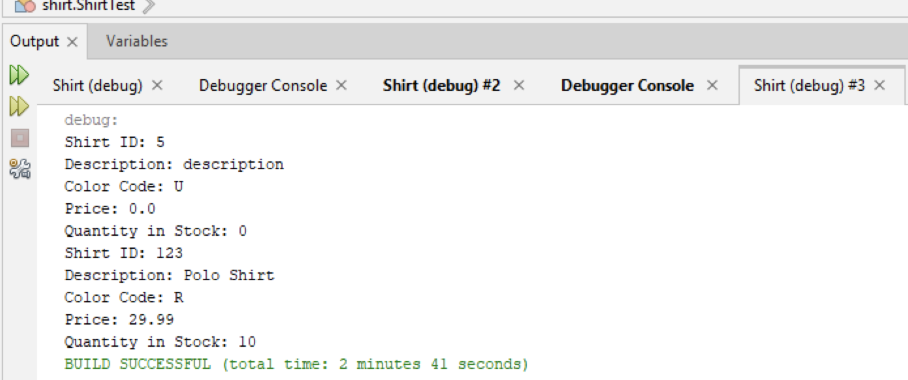 shirt.ShirtTest
Output × Variables
Shirt (debug) × Debugger Console × Shirt (debug) #2 × Debugger Console × Shirt (debug) #3 ×
debug:
Shirt ID: 5
Description: description
Color Code: U
Price: 0.0
Quantity in Stock: 0
Shirt ID: 123
Description: Polo Shirt
Color Code: R
Price: 29.99
Quantity in Stock: 10
BUILD SUCCESSFUL (total time: 2 minutes 41 seconds)